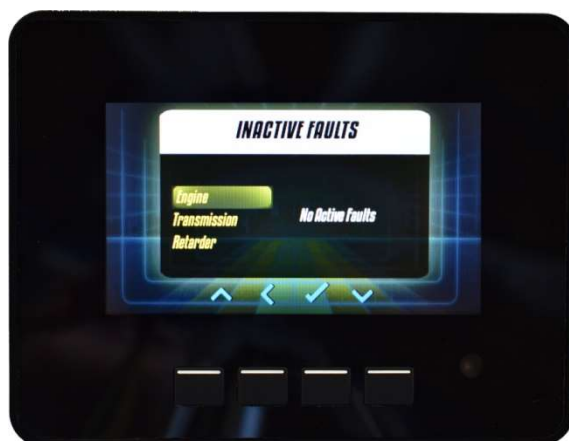 INACTIVE FAULTS
Engine
Transmission
Retarder
No Active Faults